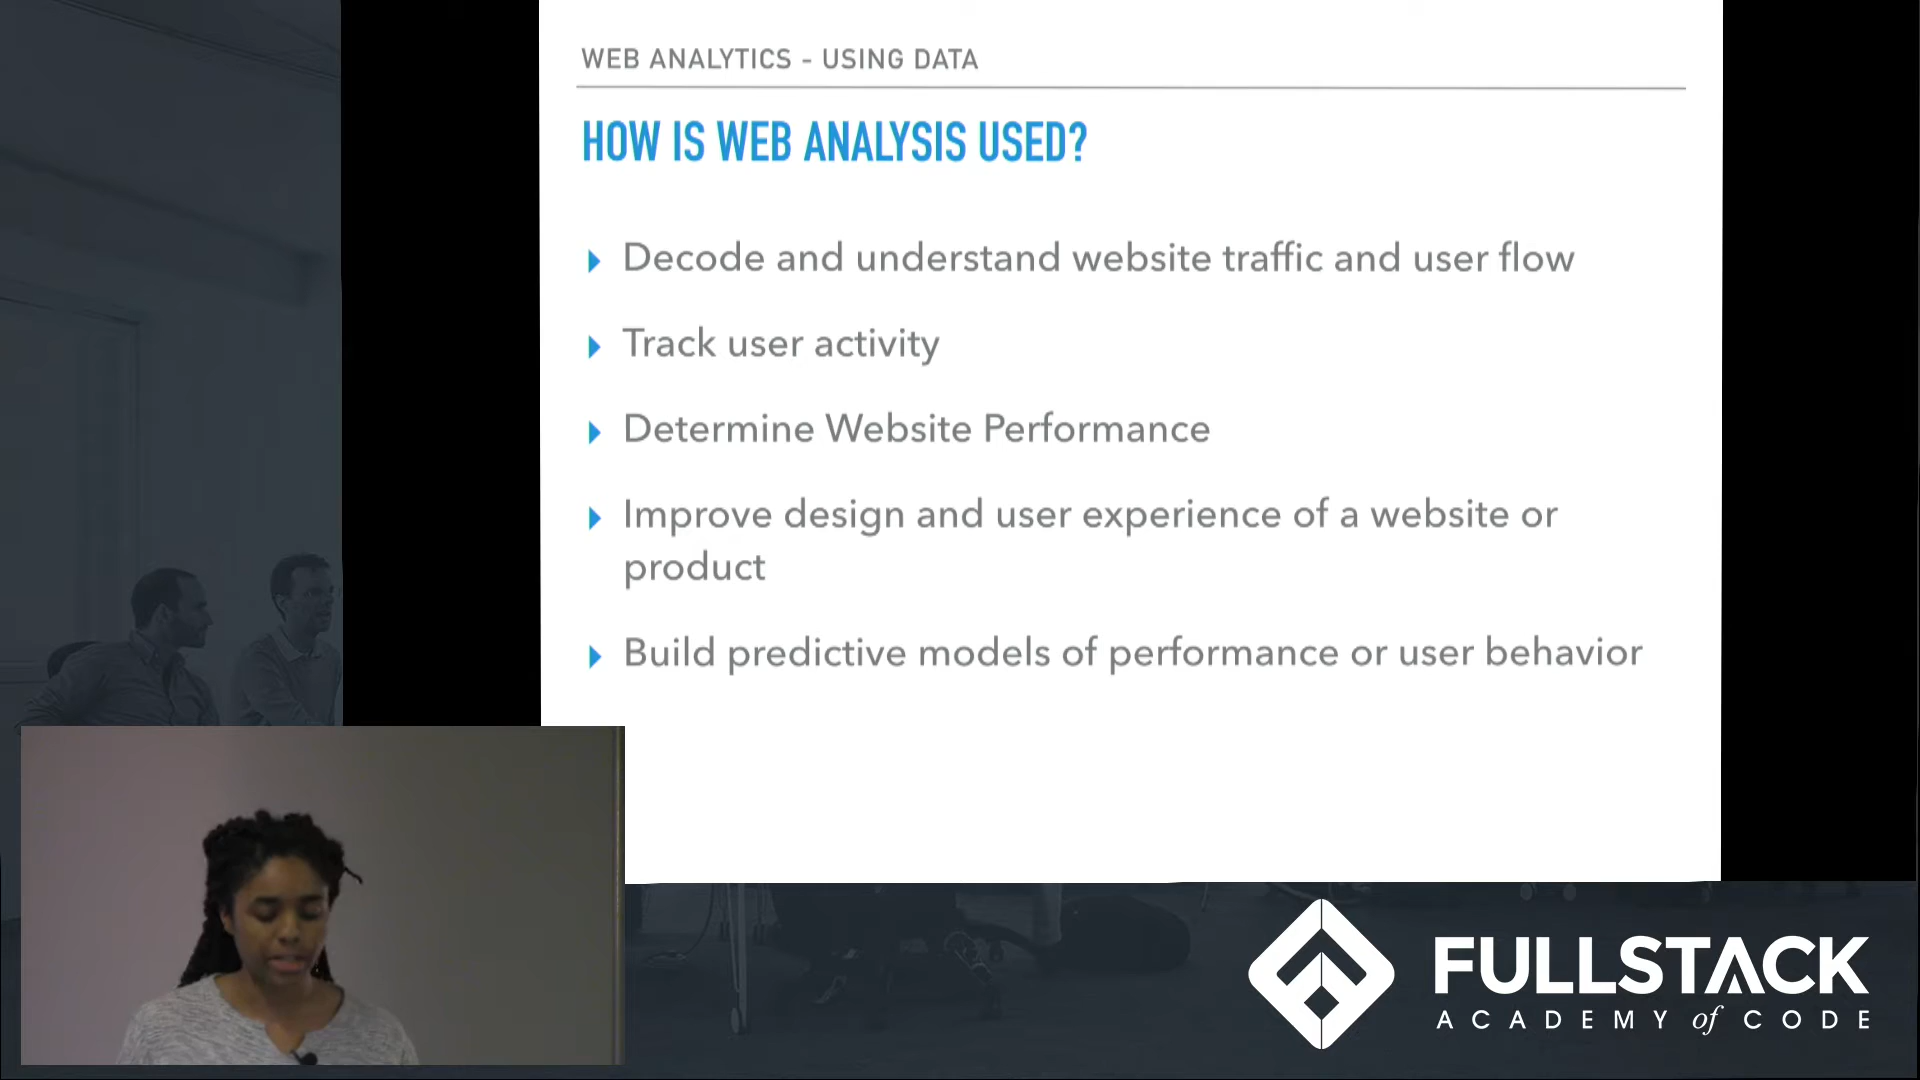 WEB ANALYTICS - USING DATA
HOW IS WEB ANALYSIS USED?
Decode and understand website traffic and user flow
Track user activity
Determine Website Performance
Improve design and user experience of a website or
product
Build predictive models of performance or user behavior
FULLSTACK
ACADEMY of CODE